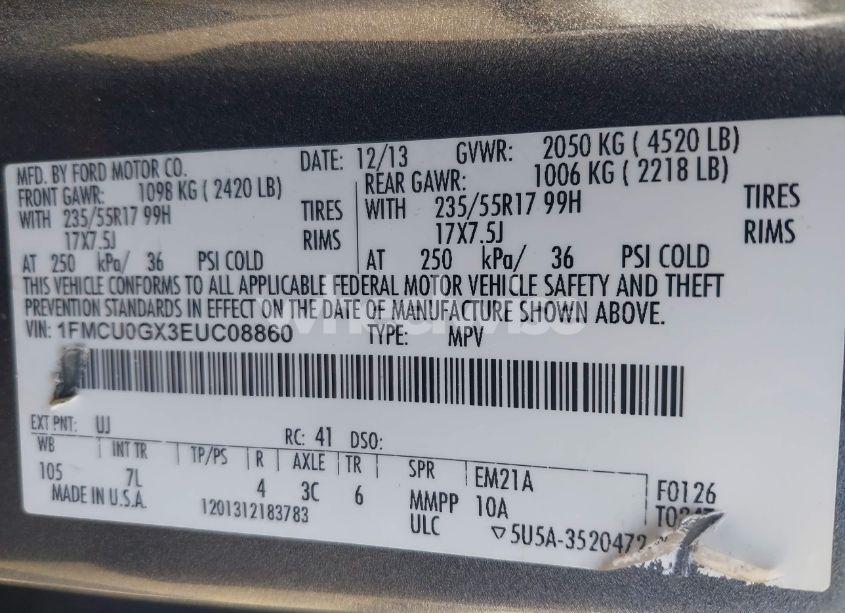 MFD. BY FORD MOTOR CO. DATE: 12/13 GVWR: 2050 KG ( 4520 LB)
FRONT GAWR: 1098 KG ( 2420 LB) REAR GAWR: 1006 KG ( 2218 LB)
WITH 235/55R17 99H TIRES WITH 235/55R17 99H TIRES
17X7.5J RIMS 17X7.5J RIMS
AT 250 kPa/ 36 PSI COLD AT 250 kPa/ 36 PSI COLD
THIS VEHICLE CONFORMS TO ALL APPLICABLE FEDERAL MOTOR VEHICLE SAFETY AND THEFT
PREVENTION STANDARDS IN EFFECT ON THE DATE OF MANUFACTURE SHOWN ABOVE.
VIN: 1FMCU0GX3EUC08860 TYPE: MPV
EXT PNT: UJ RC: 41 DSO:
WB INT TR TP/PS R AXLE TR SPR EM21A
105 7L 4 3C 6 MMPP 10A F0126
MADE IN U.S.A. 1201312183783 ULC ▽5U5A-3520472